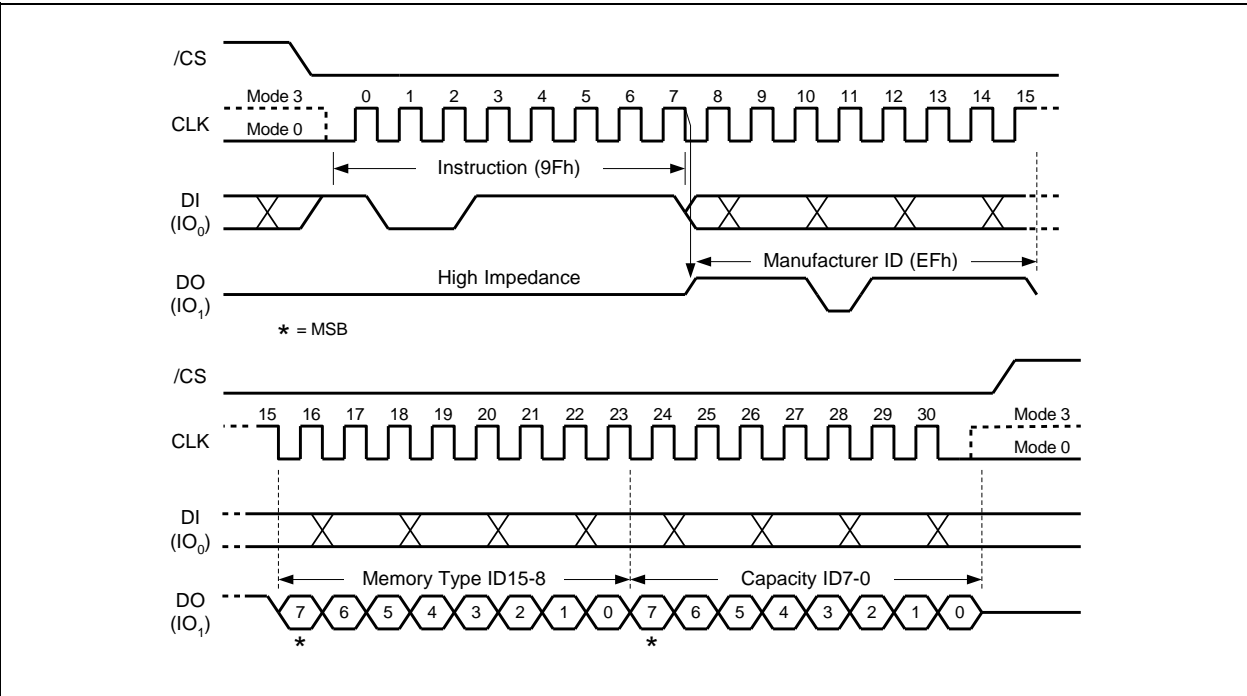 /CS
Mode 3 0 1 2 3 4 5 6 7 8 9 10 11 12 13 14 15
CLK
Mode 0
Instruction (9Fh)
DI
(IO0)
Manufacturer ID (EFh)
High Impedance
DO
(IO1)
* = MSB
/CS
15 16 17 18 19 20 21 22 23 24 25 26 27 28 29 30 Mode 3
CLK
Mode 0
DI
(IO0)
Memory Type ID15-8 Capacity ID7-0
DO
(IO1)
7 6 5 4 3 2 1 0 7 6 5 4 3 2 1 0
* *